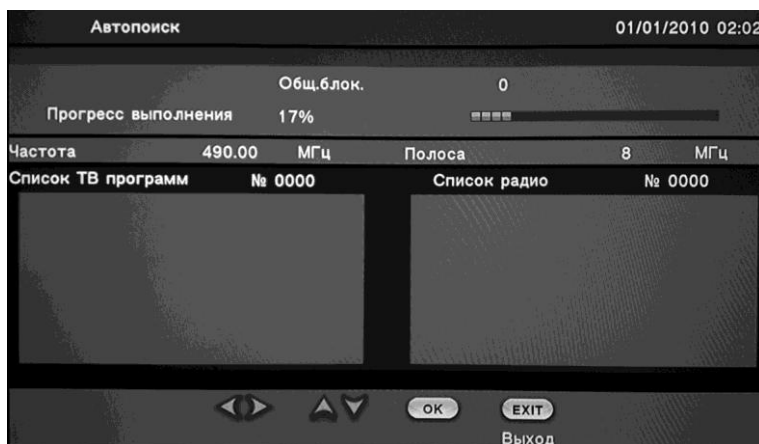 Автопоиск 01/01/2010 02:02
Общ.блок. 0
Прогресс выполнения 17%
Частота 490.00 МГц Полоса 8 МГц
Список ТВ программ № 0000 Список радио № 0000
OK EXIT
Выход